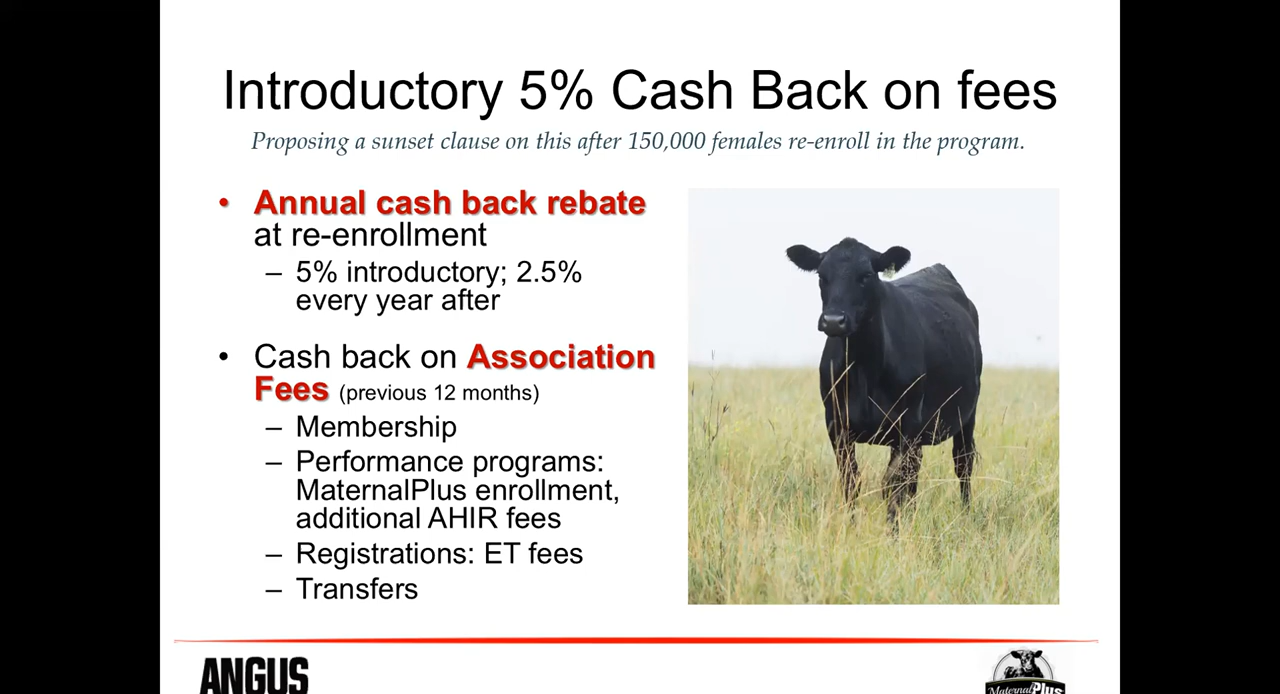 Introductory 5% Cash Back on fees
Proposing a sunset clause on this after 150,000 females re-enroll in the program.
• Annual cash back rebate
at re-enrollment
– 5% introductory; 2.5%
every year after
• Cash back on Association
Fees (previous 12 months)
– Membership
– Performance programs:
MaternalPlus enrollment,
additional AHIR fees
– Registrations: ET fees
– Transfers
ANGUS
MaternalPlus